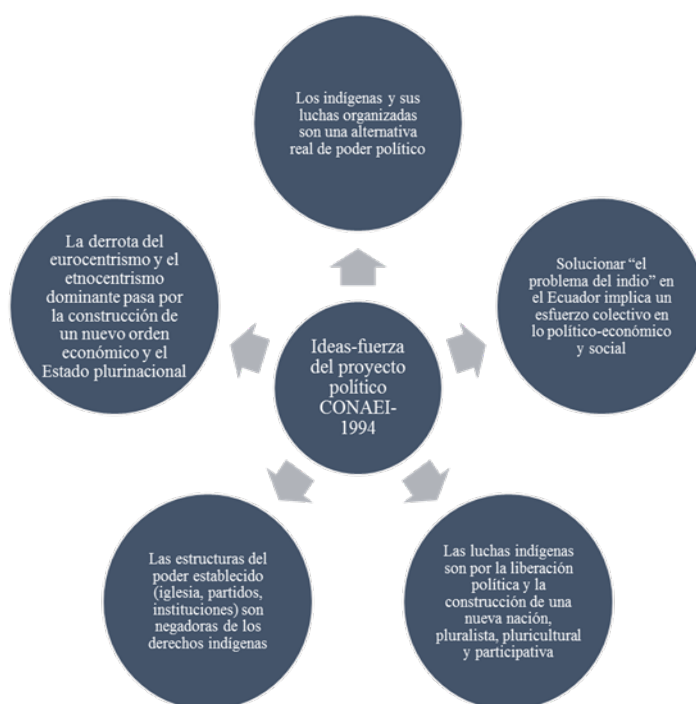 Los indígenas y sus
luchas organizadas
son una alternativa
real de poder político
Solucionar “el
problema del indio” en
el Ecuador implica un
esfuerzo colectivo en
lo político-económico
y social
Las luchas indígenas
son por la liberación
política y la
construcción de una
nueva nación,
pluralista, pluricultural
y participativa
Las estructuras del
poder establecido
(iglesia, partidos,
instituciones) son
negadoras de los
derechos indígenas
La derrota del
eurocentrismo y el
etnocentrismo
dominante pasa por
la construcción de
un nuevo orden
económico y el
Estado plurinacional
Ideas-fuerza
del proyecto
político
CONAEI-
1994